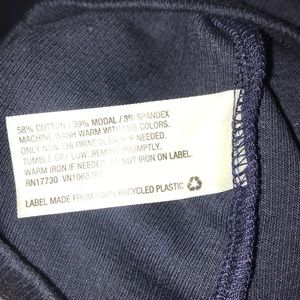 58% COTTON / 39% MODAL / 3% SPANDEX
MACHINE WASH WARM WITH LIKE COLORS.
ONLY NON-CHLORINE BLEACH IF NEEDED.
TUMBLE DRY LOW. REMOVE PROMPTLY.
WARM IRON IF NEEDED. DO NOT IRON ON LABEL.
RN17730
LABEL MADE FROM 100% RECYCLED PLASTIC